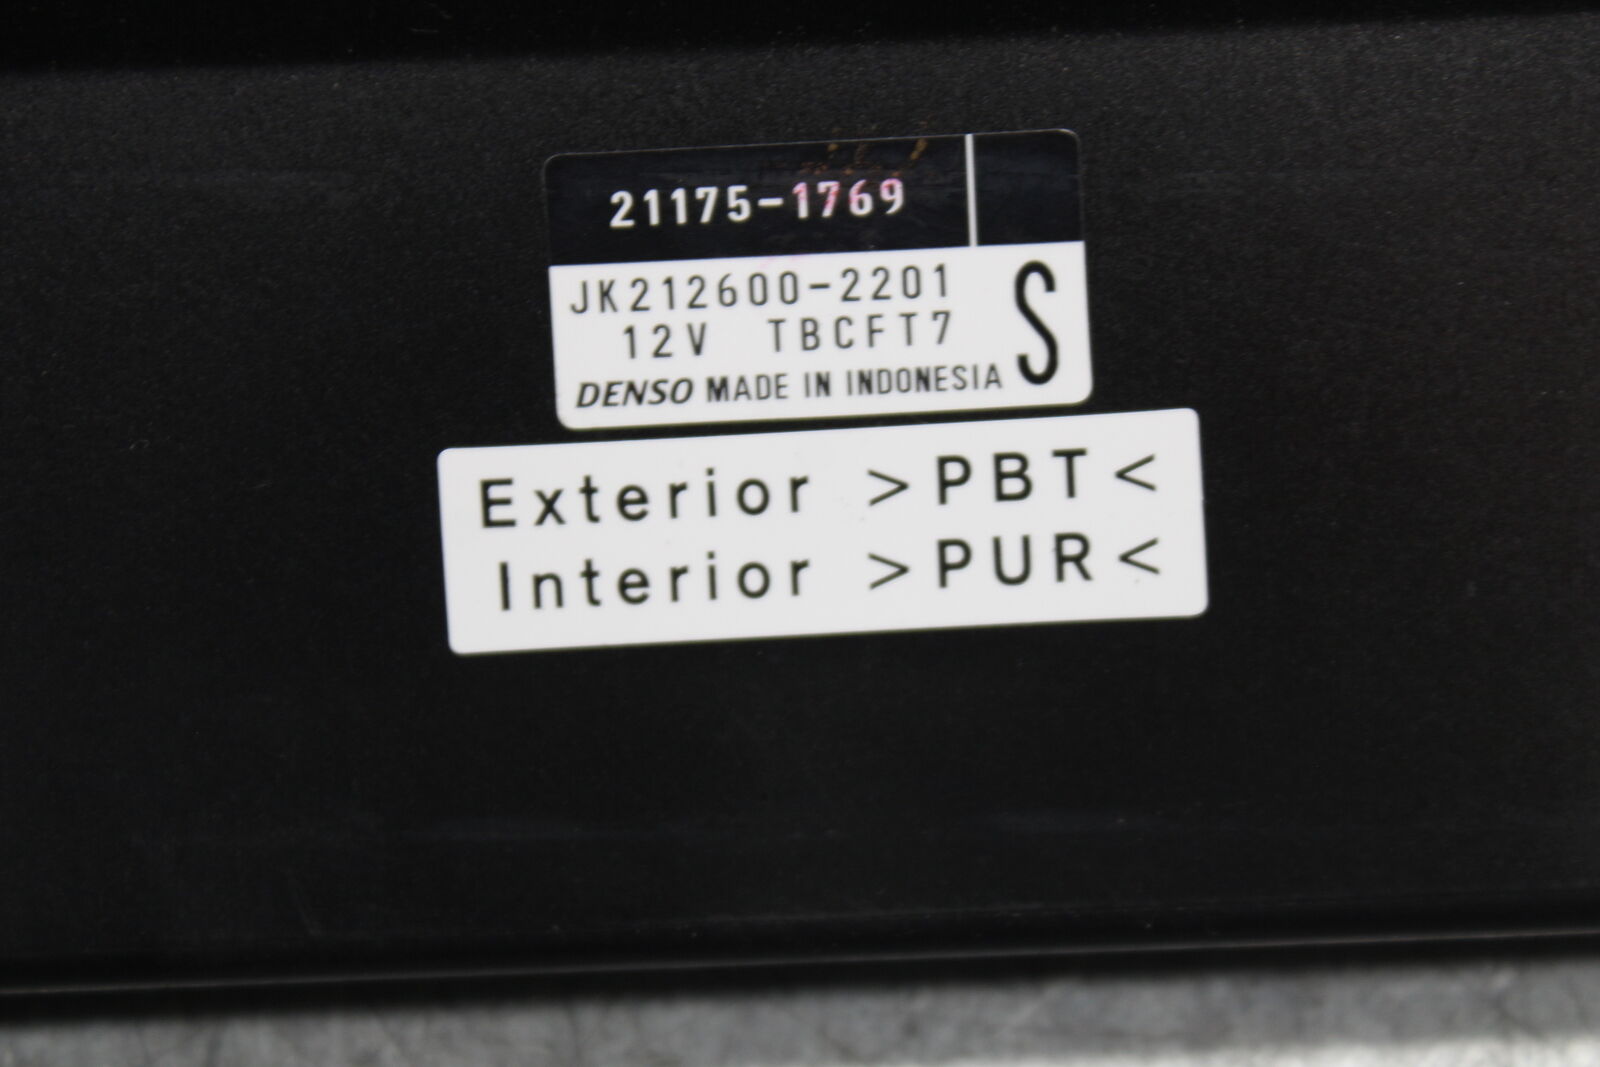 21175-1769
JK212600-2201
12V TBCFT7
S
DENSO MADE IN INDONESIA
Exterior >PBT<
Interior >PUR<